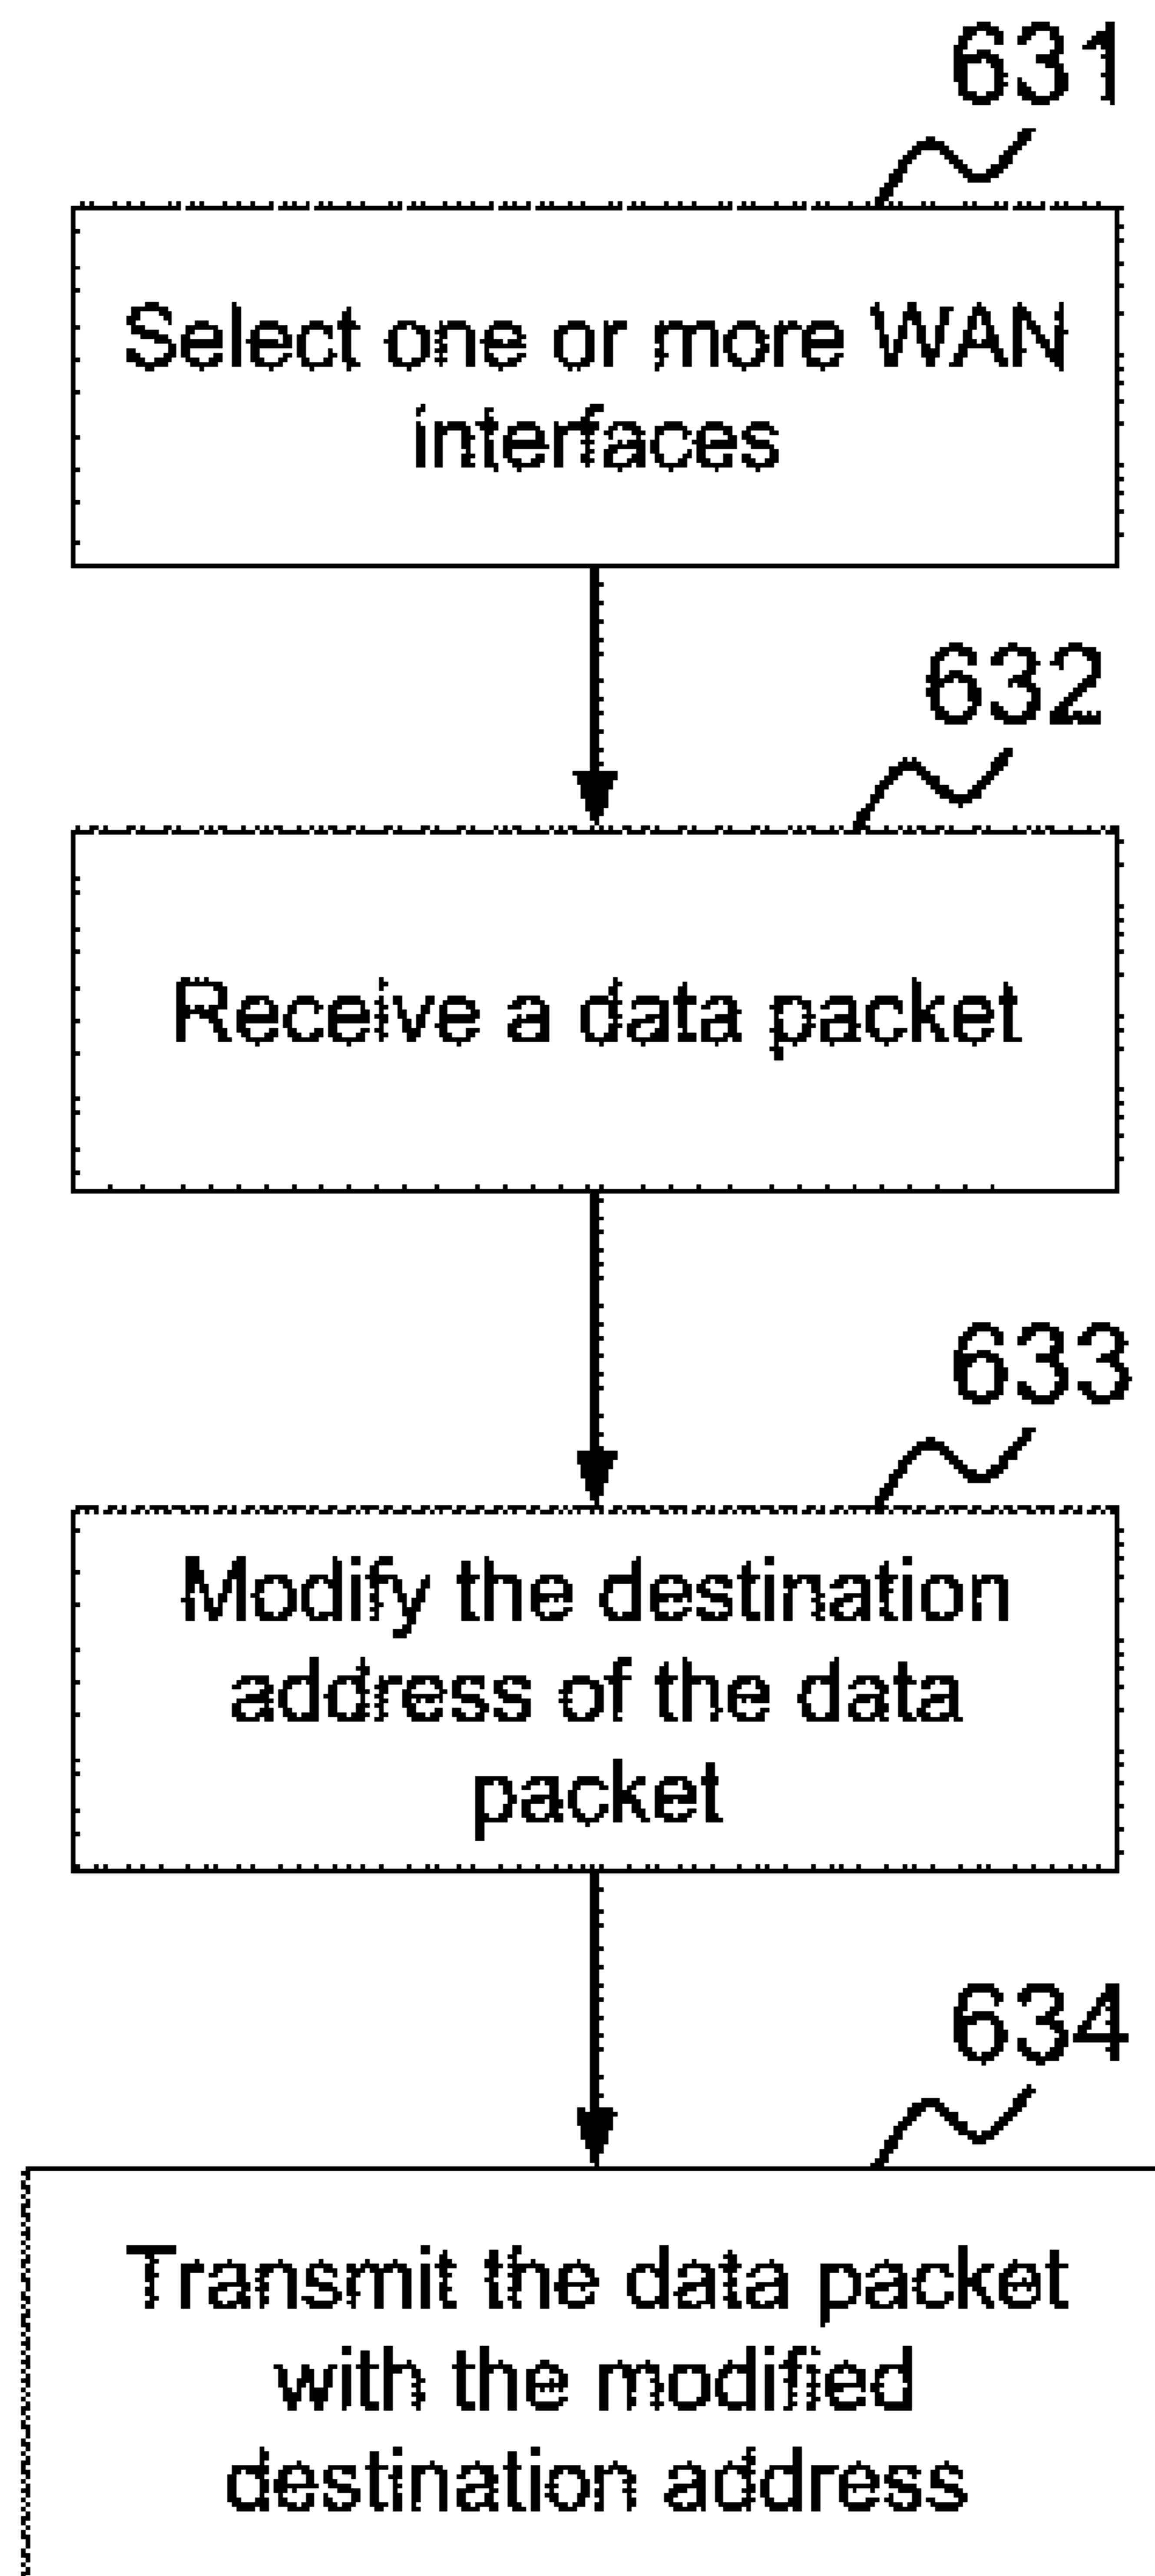 631
Select one or more WAN
interfaces
632
Receive a data packet
633
Modify the destination
address of the data
packet
634
Transmit the data packet
with the modified
destination address